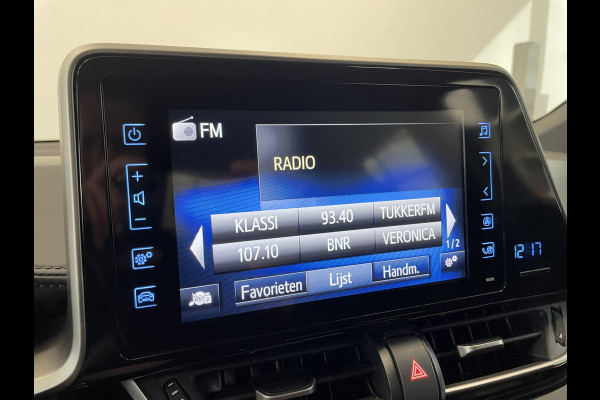 FM
RADIO
KLASSI 93.40 TUKKERFM
107.10 BNR VERONICA
1/2
12:17
Favorieten Lijst Handm.